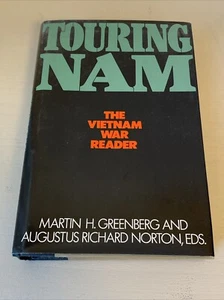 TOURING
NAM
THE
VIETNAM
WAR
READER
MARTIN H. GREENBERG AND
AUGUSTUS RICHARD NORTON, EDS.